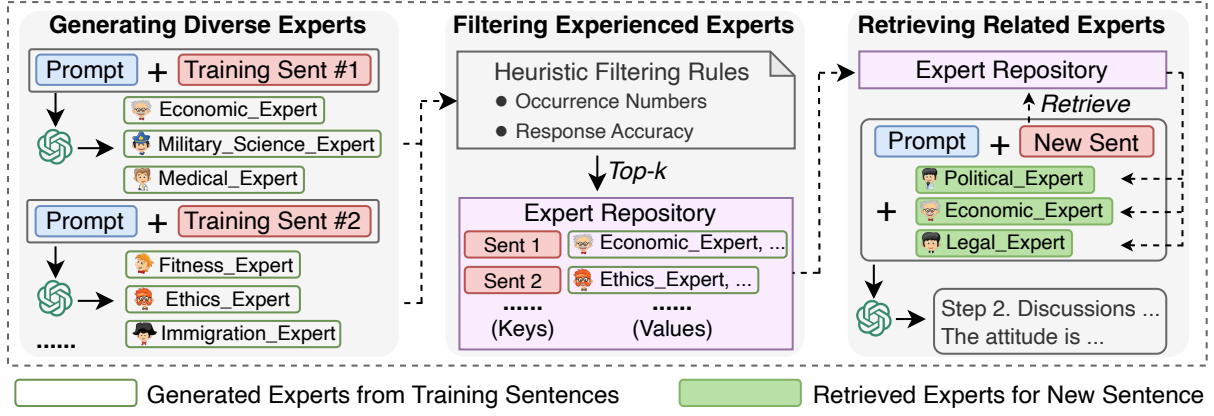 Generating Diverse Experts
Prompt + Training Sent #1
Economic_Expert
Military_Science_Expert
Medical_Expert
Prompt + Training Sent #2
Fitness_Expert
Ethics_Expert
Immigration_Expert
......
Filtering Experienced Experts
Heuristic Filtering Rules
● Occurrence Numbers
● Response Accuracy
Top-k
Expert Repository
Sent 1 Economic_Expert, ...
Sent 2 Ethics_Expert, ...
...... ......
(Keys) (Values)
Retrieving Related Experts
Expert Repository
Retrieve
Prompt + New Sent
Political_Expert
+ Economic_Expert
Legal_Expert
Step 2. Discussions ...
The attitude is ...
Generated Experts from Training Sentences
Retrieved Experts for New Sentence